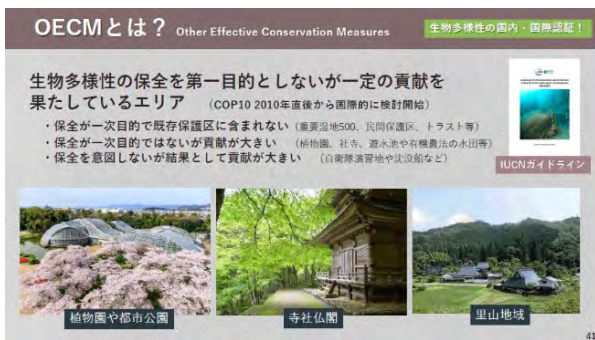 OECMとは？ Other Effective Conservation Measures
生物多様性の国内・国際認証！
生物多様性の保全を第一目的としないが一定の貢献を
果たしているエリア （COP10 2010年直後から国際的に検討開始）
・保全が一次目的で既存保護区に含まれない（重要湿地500、民間保護区、トラスト等）
・保全が一次目的ではないが貢献が大きい （植物園、社寺、遊水池や有機農法の水田等）
・保全を意図しないが結果として貢献が大きい （自衛隊演習地や沈没船など）
IUCNガイドライン
植物園や都市公園
寺社仏閣
里山地域
41